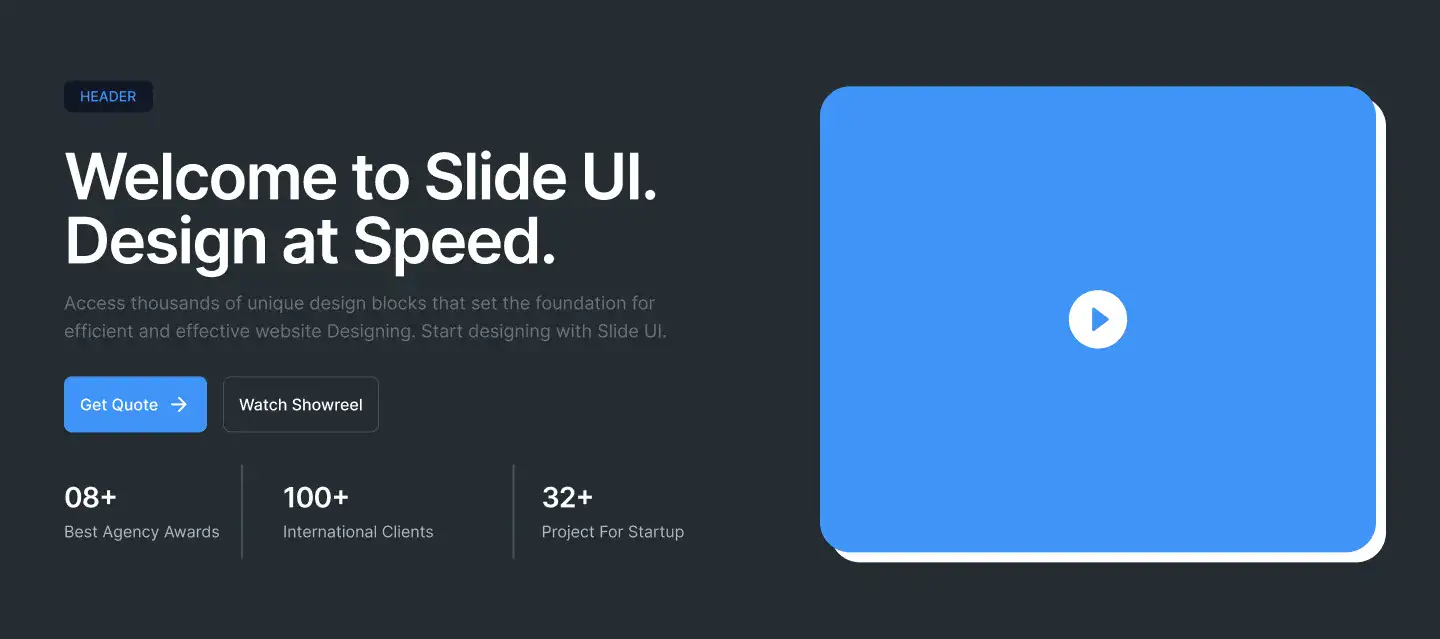 HEADER
Welcome to Slide UI.
Design at Speed.
Access thousands of unique design blocks that set the foundation for
efficient and effective website Designing. Start designing with Slide UI.
Get Quote
Watch Showreel
08+
Best Agency Awards
100+
International Clients
32+
Project For Startup